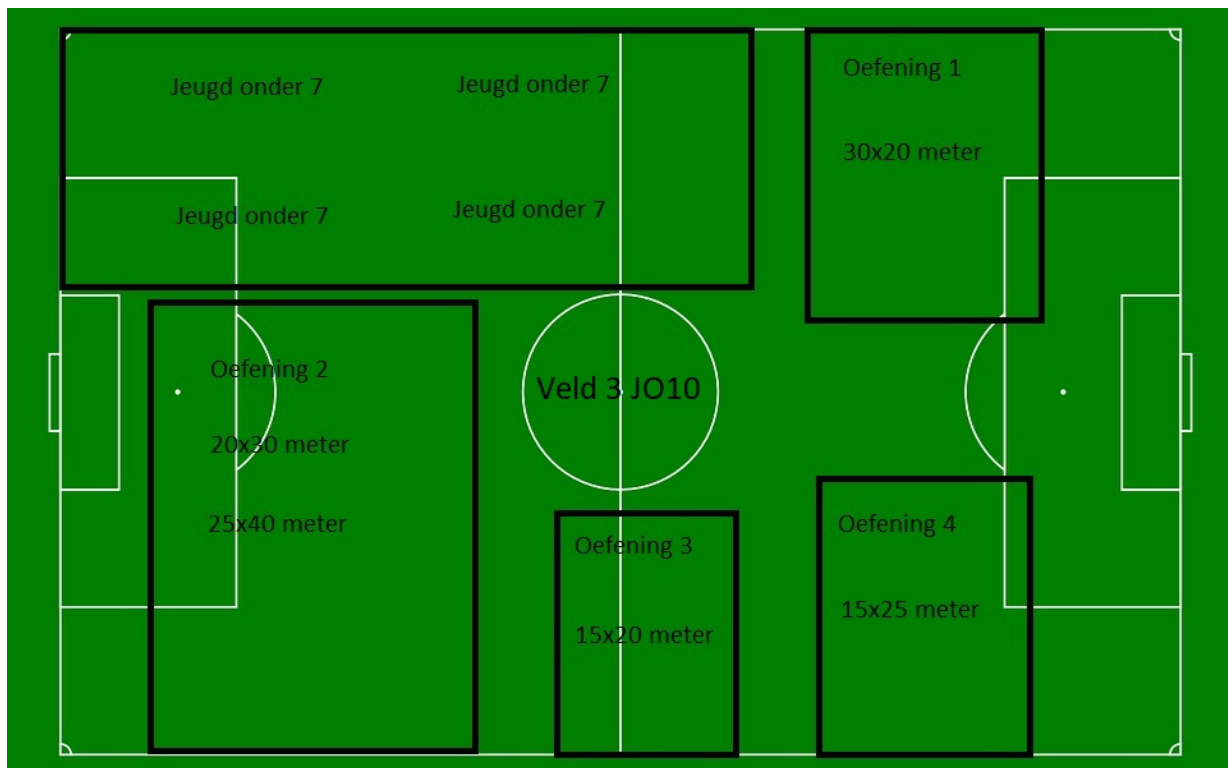 Jeugd onder 7
Jeugd onder 7
Jeugd onder 7
Jeugd onder 7
Oefening 1
30x20 meter
Oefening 2
20x30 meter
25x40 meter
Veld 3 JO10
Oefening 3
15x20 meter
Oefening 4
15x25 meter